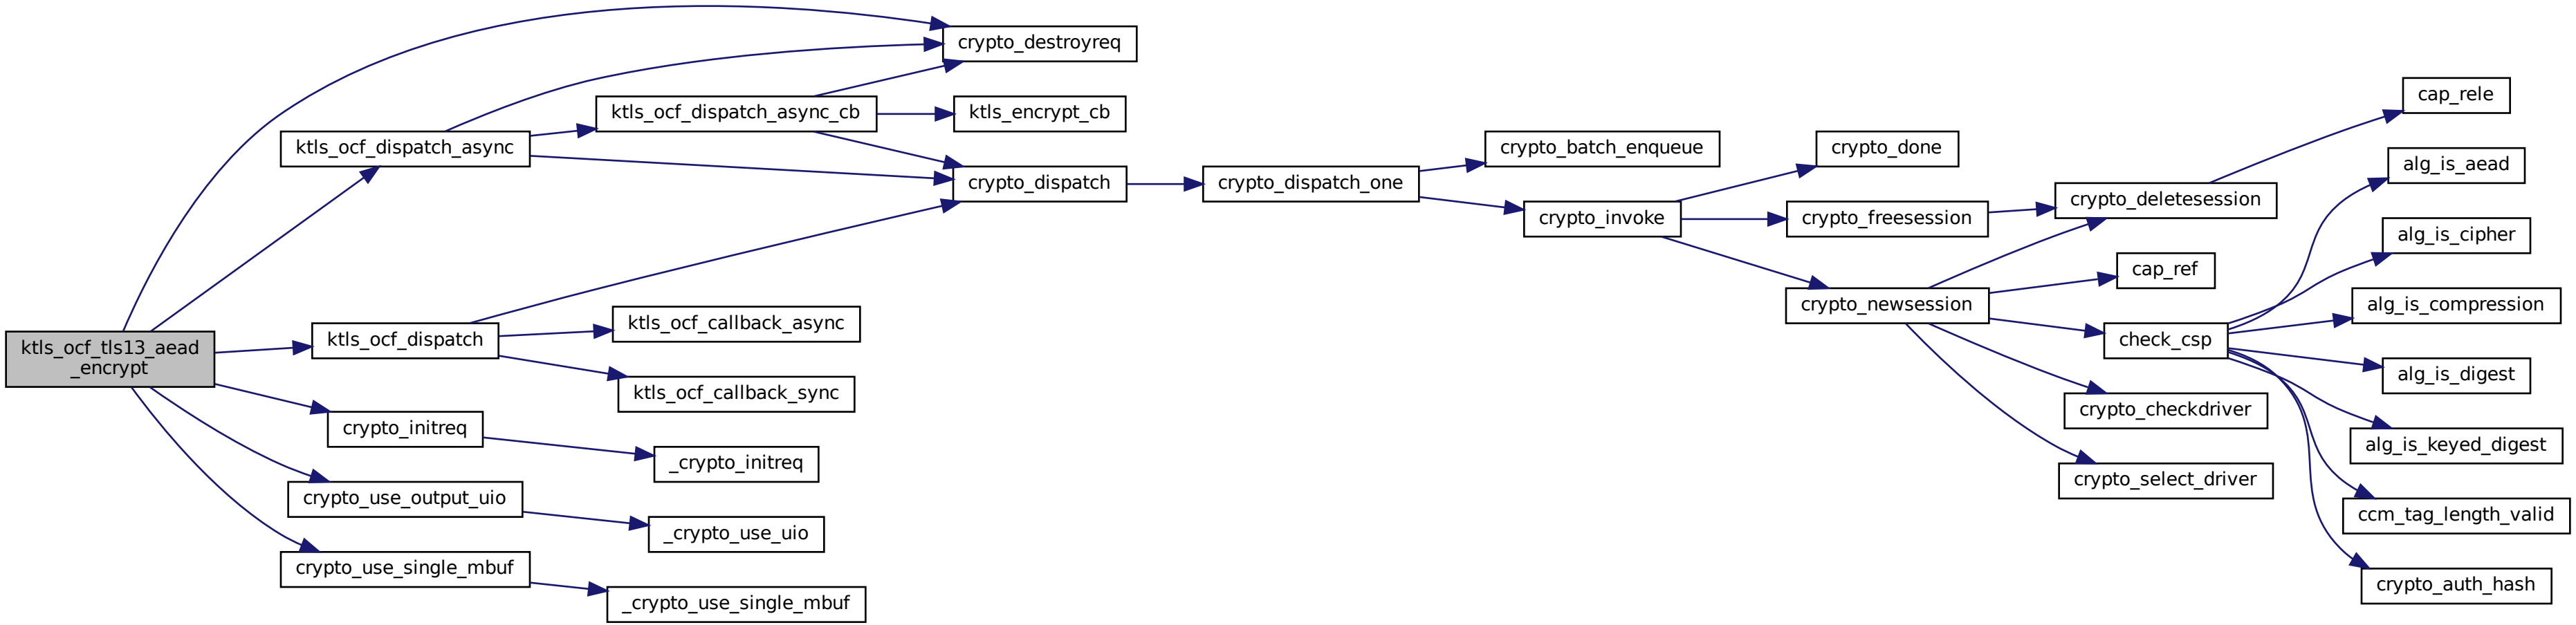 ktls_ocf_tls13_aead
_encrypt
crypto_destroyreq
ktls_ocf_dispatch_async
ktls_ocf_dispatch_async_cb
ktls_encrypt_cb
crypto_dispatch
crypto_dispatch_one
crypto_batch_enqueue
crypto_invoke
crypto_done
crypto_freesession
crypto_deletesession
cap_rele
crypto_newsession
cap_ref
check_csp
alg_is_aead
alg_is_cipher
alg_is_compression
alg_is_digest
alg_is_keyed_digest
ccm_tag_length_valid
crypto_auth_hash
crypto_checkdriver
crypto_select_driver
ktls_ocf_dispatch
ktls_ocf_callback_async
ktls_ocf_callback_sync
crypto_initreq
_crypto_initreq
crypto_use_output_uio
_crypto_use_uio
crypto_use_single_mbuf
_crypto_use_single_mbuf